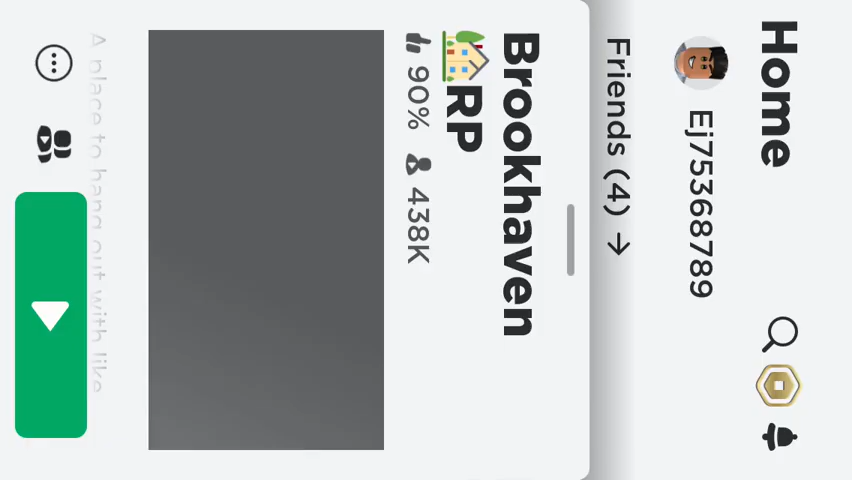 Home
Ej75368789
Friends (4) →
Brookhaven
🏡RP
90% 438K
A place to hang out with like